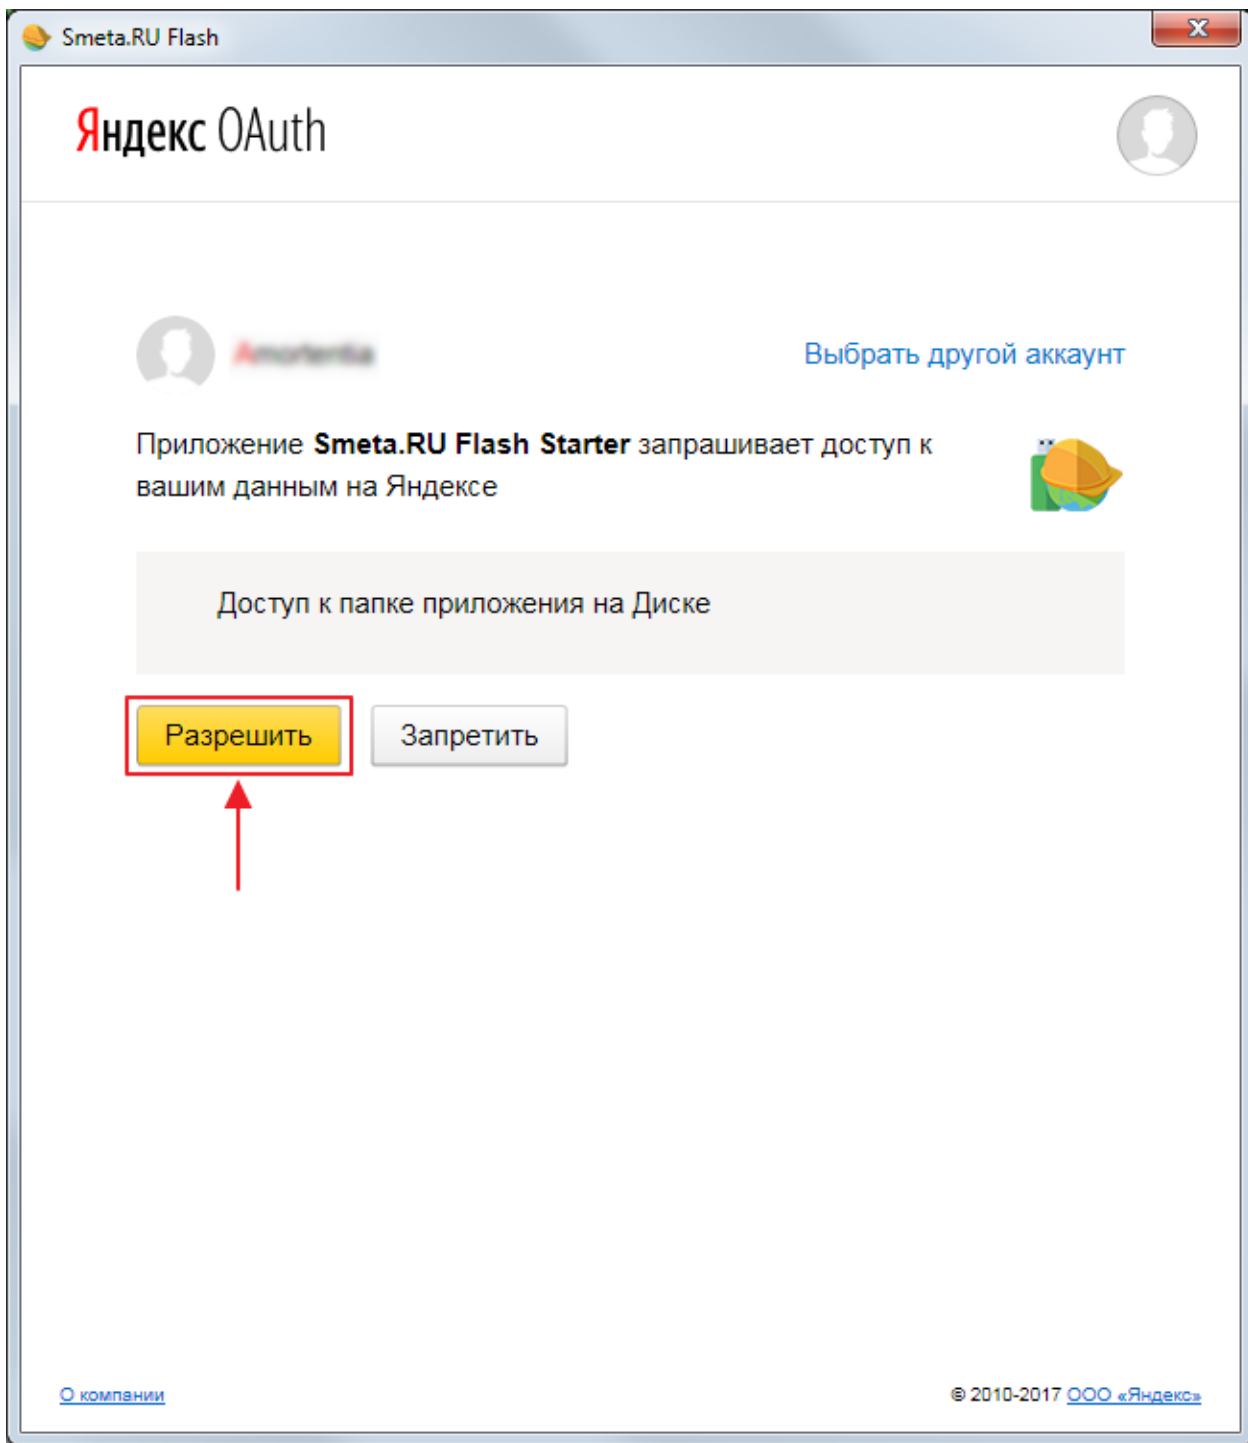 Smeta.RU Flash
Яндекс OAuth
Выбрать другой аккаунт
Приложение Smeta.RU Flash Starter запрашивает доступ к
вашим данным на Яндексе
Доступ к папке приложения на Диске
Разрешить
Запретить
О компании
© 2010-2017 ООО «Яндекс»